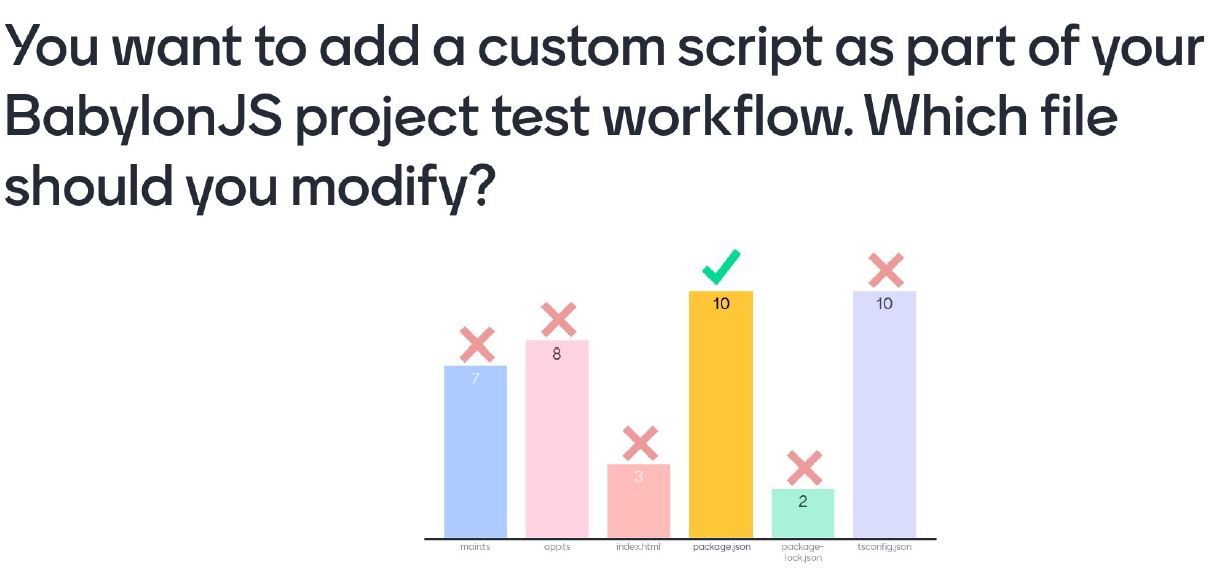 You want to add a custom script as part of your
BabylonJS project test workflow. Which file
should you modify?
10
10
8
7
3
2
main.ts
app.ts
index.html
package.json
package-
lock.json
tsconfig.json